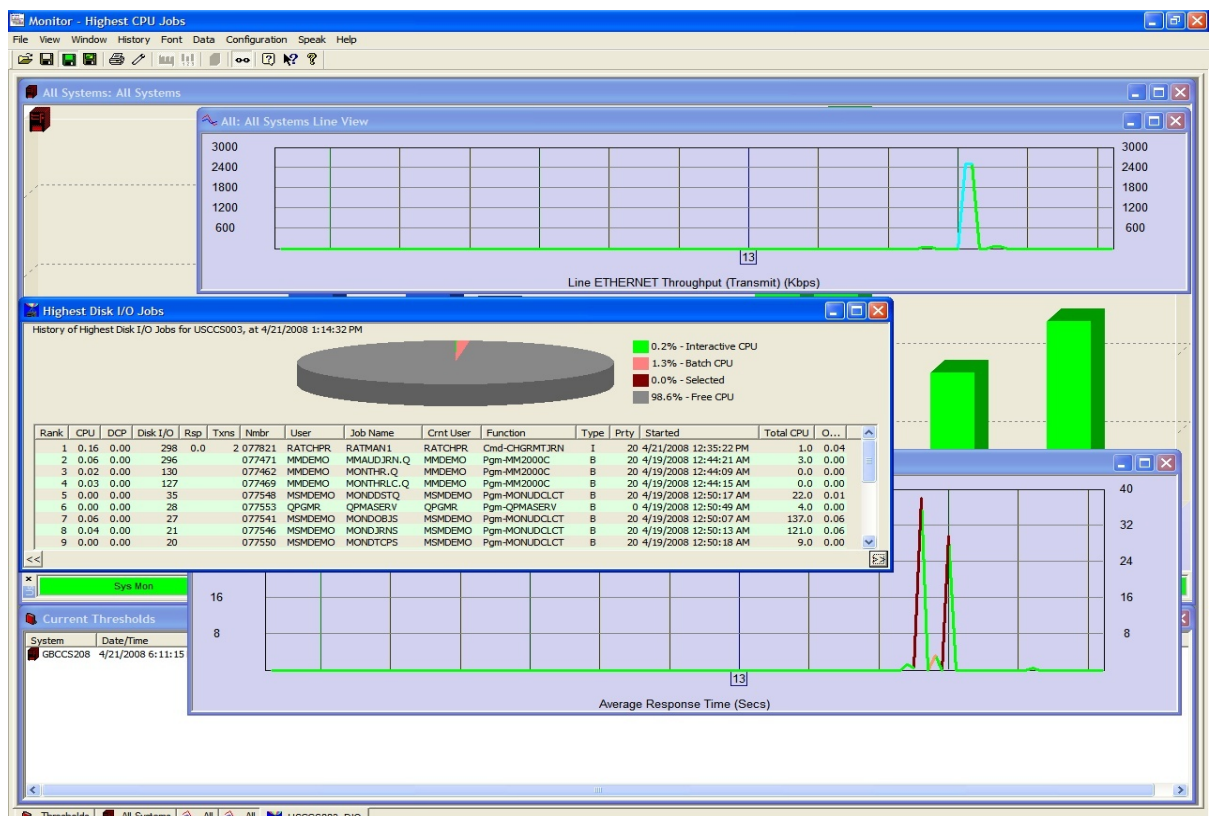 Monitor - Highest CPU Jobs
File View Window History Font Data Configuration Speak Help
All Systems: All Systems
All: All Systems Line View
3000 3000
2400 2400
1800 1800
1200 1200
600 600
13
Line ETHERNET Throughput (Transmit) (Kbps)
Highest Disk I/O Jobs
History of Highest Disk I/O Jobs for USCCS003, at 4/21/2008 1:14:32 PM
0.2% - Interactive CPU
1.3% - Batch CPU
0.0% - Selected
98.6% - Free CPU
Rank CPU DCP Disk I/O Rsp Txns Nmbr User Job Name Crnt User Function Type Prty Started Total CPU O...
1 0.16 0.00 298 0.0 2 077821 RATCHPR RATMAN1 RATCHPR Cmd-CHGRMTJRN I 20 4/21/2008 12:35:22 PM 1.0 0.04
2 0.06 0.00 296 077471 MMDEMO MMAUDJRN.Q MMDEMO Pgm-MM2000C B 20 4/19/2008 12:44:21 AM 3.0 0.00
3 0.02 0.00 130 077462 MMDEMO MONTHR.Q MMDEMO Pgm-MM2000C B 20 4/19/2008 12:44:09 AM 0.0 0.00
4 0.03 0.00 127 077469 MMDEMO MONTHRLC.Q MMDEMO Pgm-MM2000C B 20 4/19/2008 12:44:15 AM 0.0 0.00
5 0.00 0.00 35 077548 MSMDEMO MONDDSTQ MSMDEMO Pgm-MONUDCLCT B 20 4/19/2008 12:50:17 AM 22.0 0.01
6 0.00 0.00 28 077553 QPGMR QPMASERV QPGMR Pgm-QPMASERV B 0 4/19/2008 12:50:49 AM 4.0 0.00
7 0.06 0.00 27 077541 MSMDEMO MONDOBJS MSMDEMO Pgm-MONUDCLCT B 20 4/19/2008 12:50:07 AM 137.0 0.06
8 0.04 0.00 21 077546 MSMDEMO MONDJRNS MSMDEMO Pgm-MONUDCLCT B 20 4/19/2008 12:50:13 AM 121.0 0.06
9 0.00 0.00 20 077550 MSMDEMO MONDTCPS MSMDEMO Pgm-MONUDCLCT B 20 4/19/2008 12:50:18 AM 9.0 0.00
<< >>
40
32
24
16 16
8 8
13
Average Response Time (Secs)
Sys Mon
Current Thresholds
System Date/Time
GBCCS208 4/21/2008 6:11:15
Thresholds All Systems All All USCCS003 DIO